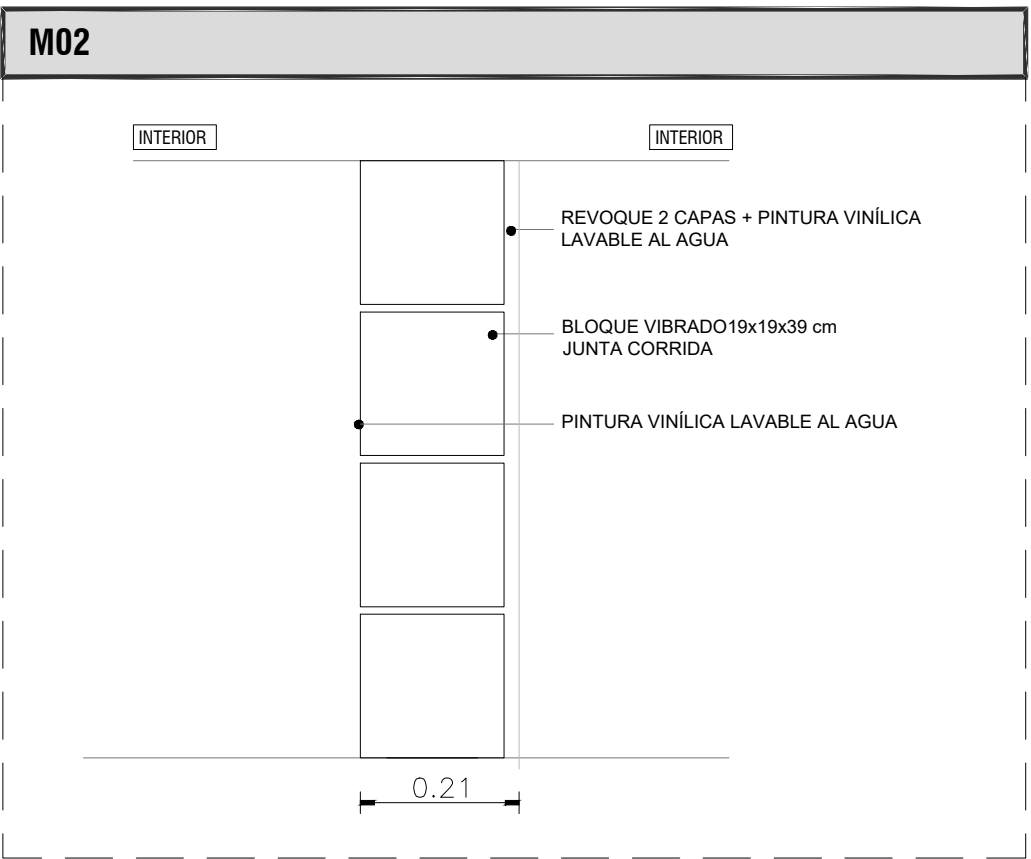 M02
INTERIOR
INTERIOR
REVOQUE 2 CAPAS + PINTURA VINÍLICA
LAVABLE AL AGUA
BLOQUE VIBRADO19x19x39 cm
JUNTA CORRIDA
PINTURA VINÍLICA LAVABLE AL AGUA
0.21